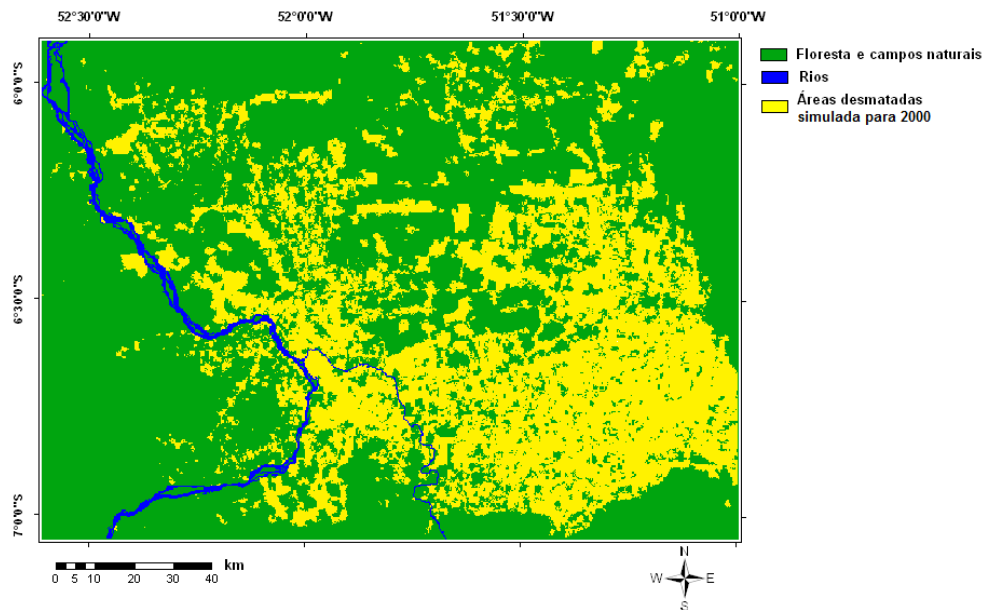 52°30'0"W 52°0'0"W 51°30'0"W 51°0'0"W
6°0'0"S
6°30'0"S
7°0'0"S
Floresta e campos naturais
Rios
Áreas desmatadas
simulada para 2000
km
0 5 10 20 30 40
N
W E
S